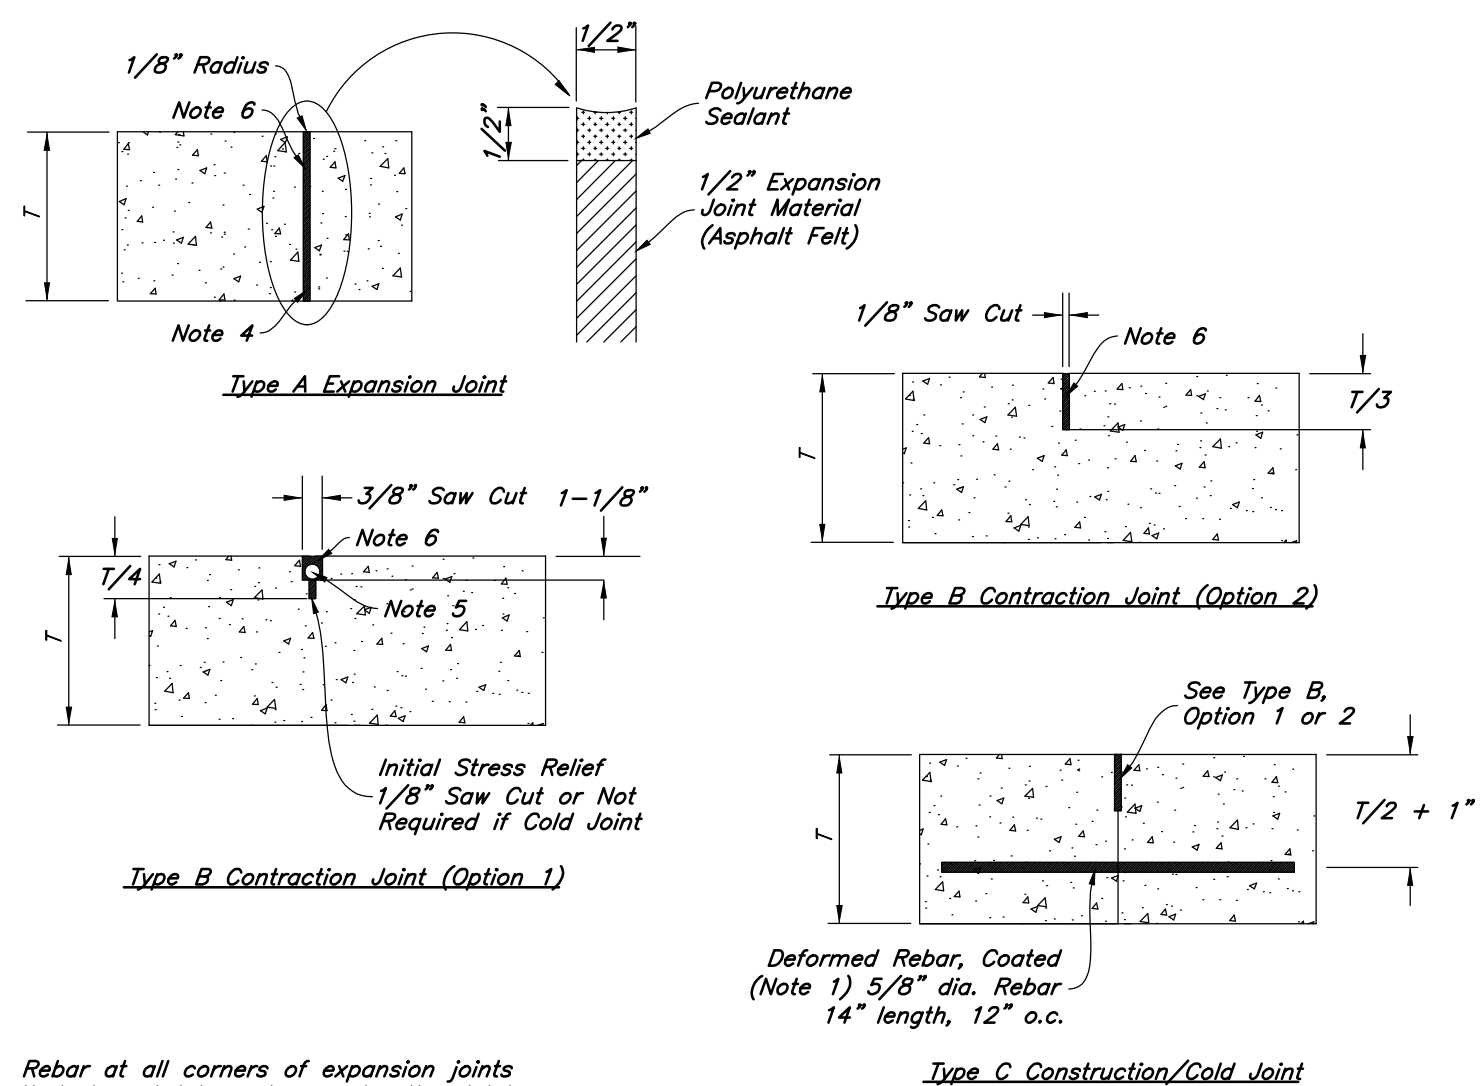 1/2"
1/8" Radius
Note 6
1/2"
Polyurethane
Sealant
1/2" Expansion
Joint Material
(Asphalt Felt)
T
Note 4
Type A Expansion Joint
1/8" Saw Cut
Note 6
T/3
T
Type B Contraction Joint (Option 2)
3/8" Saw Cut
1-1/8"
Note 6
T/4
Note 5
T
Initial Stress Relief
1/8" Saw Cut or Not
Required if Cold Joint
Type B Contraction Joint (Option 1)
See Type B,
Option 1 or 2
T/2 + 1"
T
Deformed Rebar, Coated
(Note 1) 5/8" dia. Rebar
14" length, 12" o.c.
Type C Construction/Cold Joint
Rebar at all corners of expansion joints